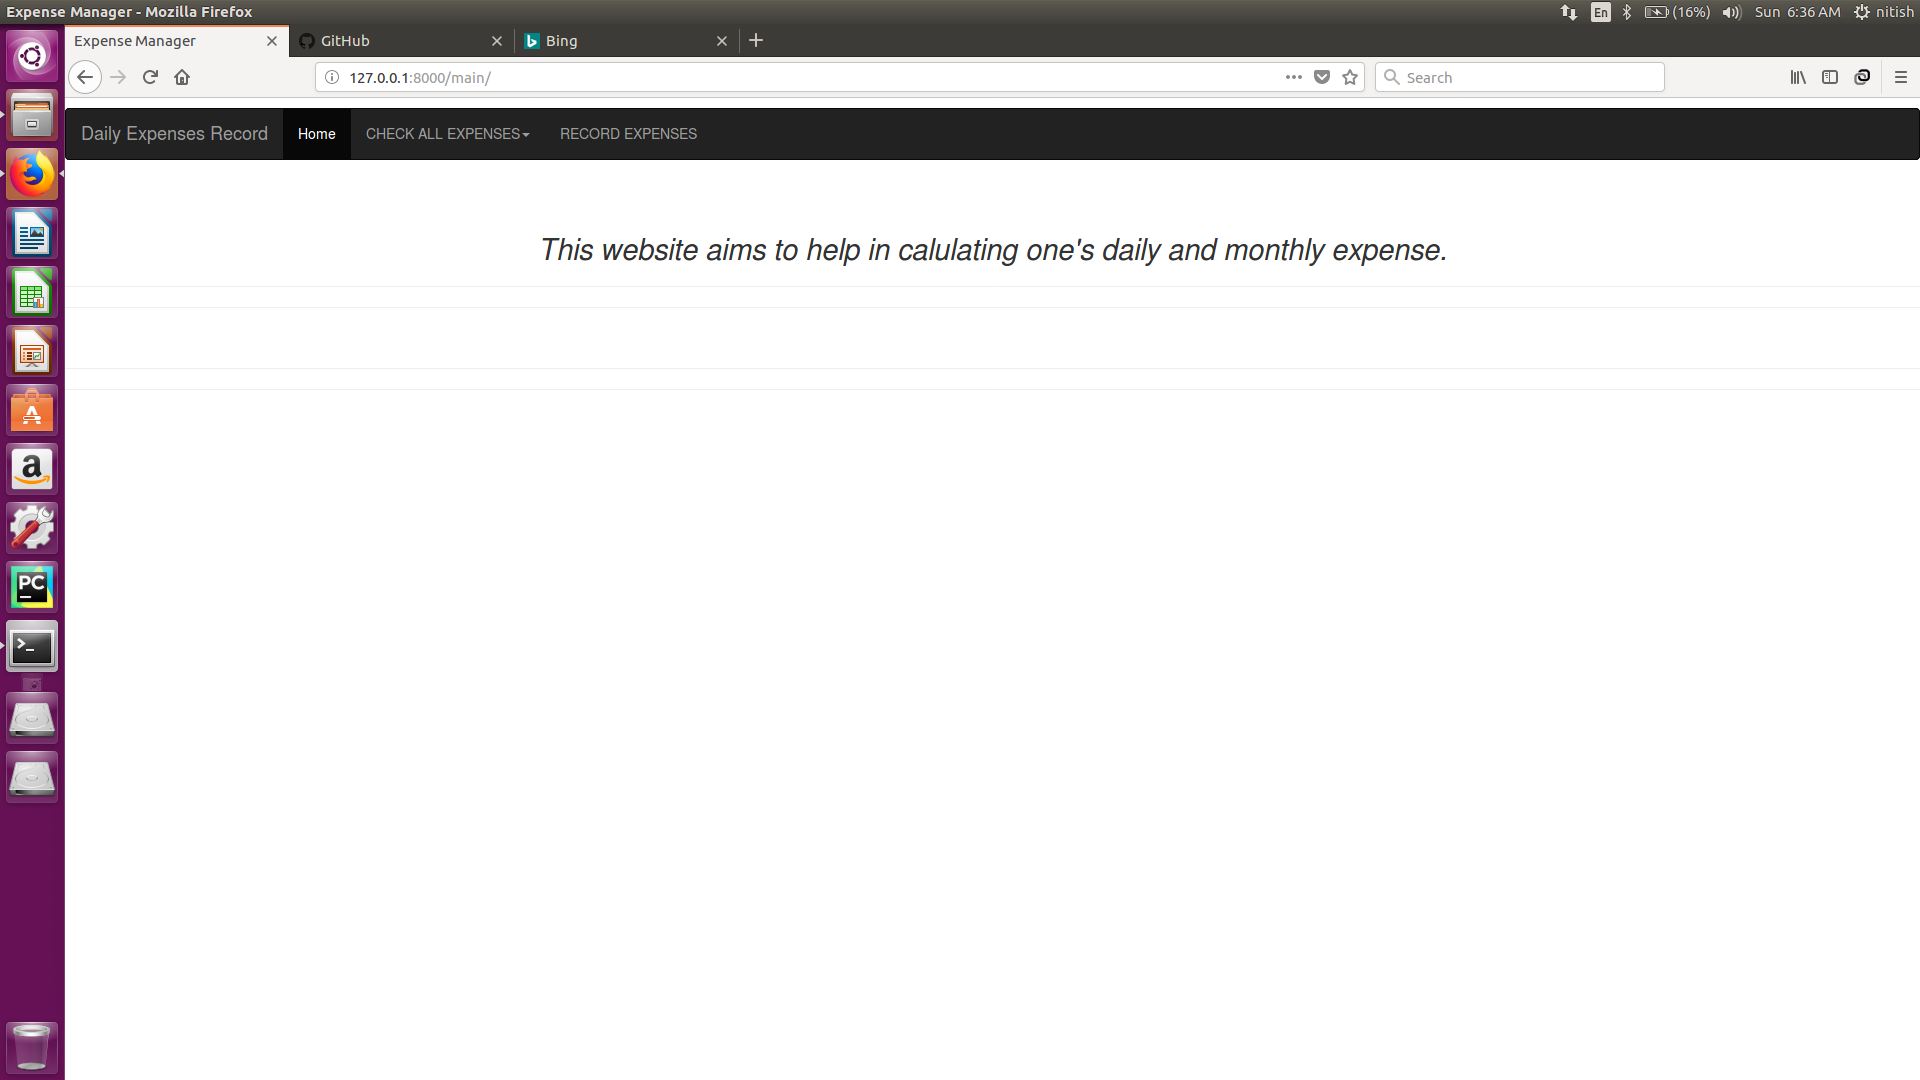 Expense Manager - Mozilla Firefox
En
(16%)
Sun 6:36 AM
nitish
Expense Manager
GitHub
Bing
127.0.0.1:8000/main/
Search
Daily Expenses Record
Home
CHECK ALL EXPENSES
RECORD EXPENSES
This website aims to help in calulating one's daily and monthly expense.
A
a
PC
>_